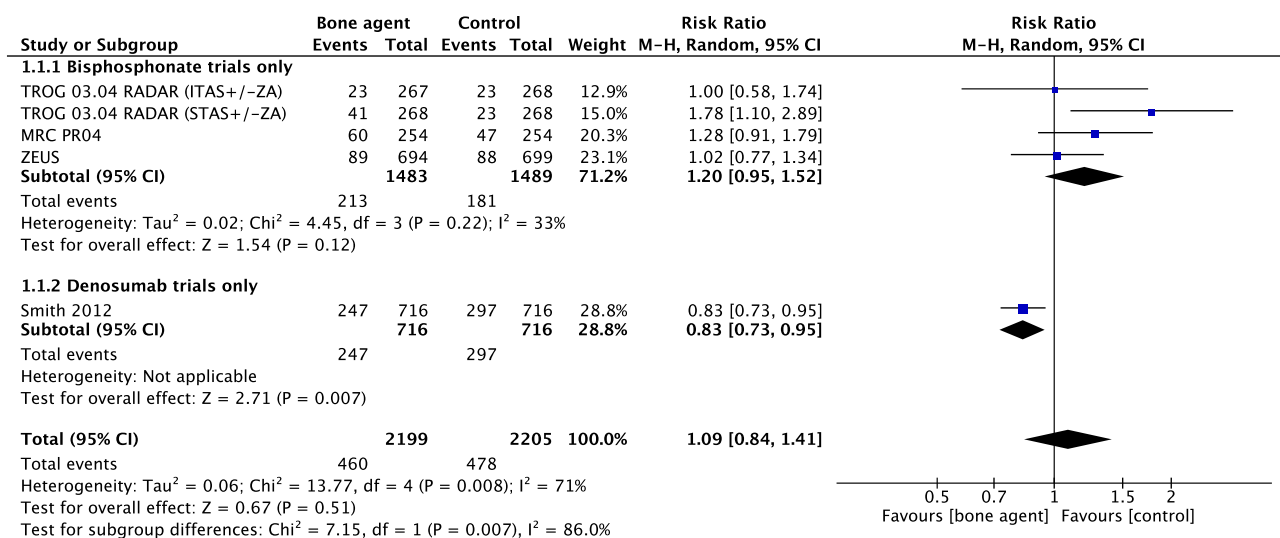 Bone agent Control Risk Ratio Risk Ratio
Study or Subgroup Events Total Events Total Weight M-H, Random, 95% CI M-H, Random, 95% CI
1.1.1 Bisphosphonate trials only
TROG 03.04 RADAR (ITAS+/-ZA) 23 267 23 268 12.9% 1.00 [0.58, 1.74]
TROG 03.04 RADAR (STAS+/-ZA) 41 268 23 268 15.0% 1.78 [1.10, 2.89]
MRC PR04 60 254 47 254 20.3% 1.28 [0.91, 1.79]
ZEUS 89 694 88 699 23.1% 1.02 [0.77, 1.34]
Subtotal (95% CI) 1483 1489 71.2% 1.20 [0.95, 1.52]
Total events 213 181
Heterogeneity: Tau² = 0.02; Chi² = 4.45, df = 3 (P = 0.22); I² = 33%
Test for overall effect: Z = 1.54 (P = 0.12)
1.1.2 Denosumab trials only
Smith 2012 247 716 297 716 28.8% 0.83 [0.73, 0.95]
Subtotal (95% CI) 716 716 28.8% 0.83 [0.73, 0.95]
Total events 247 297
Heterogeneity: Not applicable
Test for overall effect: Z = 2.71 (P = 0.007)
Total (95% CI) 2199 2205 100.0% 1.09 [0.84, 1.41]
Total events 460 478
Heterogeneity: Tau² = 0.06; Chi² = 13.77, df = 4 (P = 0.008); I² = 71%
Test for overall effect: Z = 0.67 (P = 0.51)
Test for subgroup differences: Chi² = 7.15, df = 1 (P = 0.007), I² = 86.0%
0.5 0.7 1 1.5 2
Favours [bone agent] Favours [control]